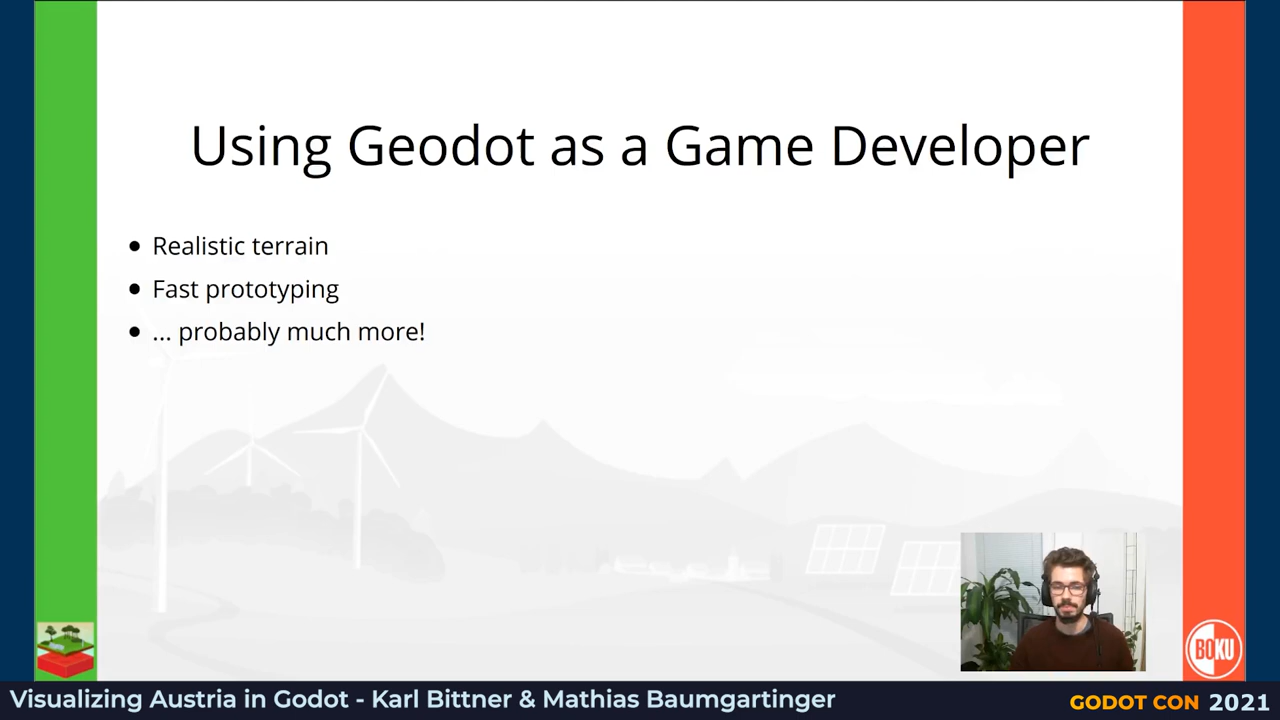 Using Geodot as a Game Developer
• Realistic terrain
• Fast prototyping
• ... probably much more!
BOKU
Visualizing Austria in Godot - Karl Bittner & Mathias Baumgartinger
GODOT CON 2021